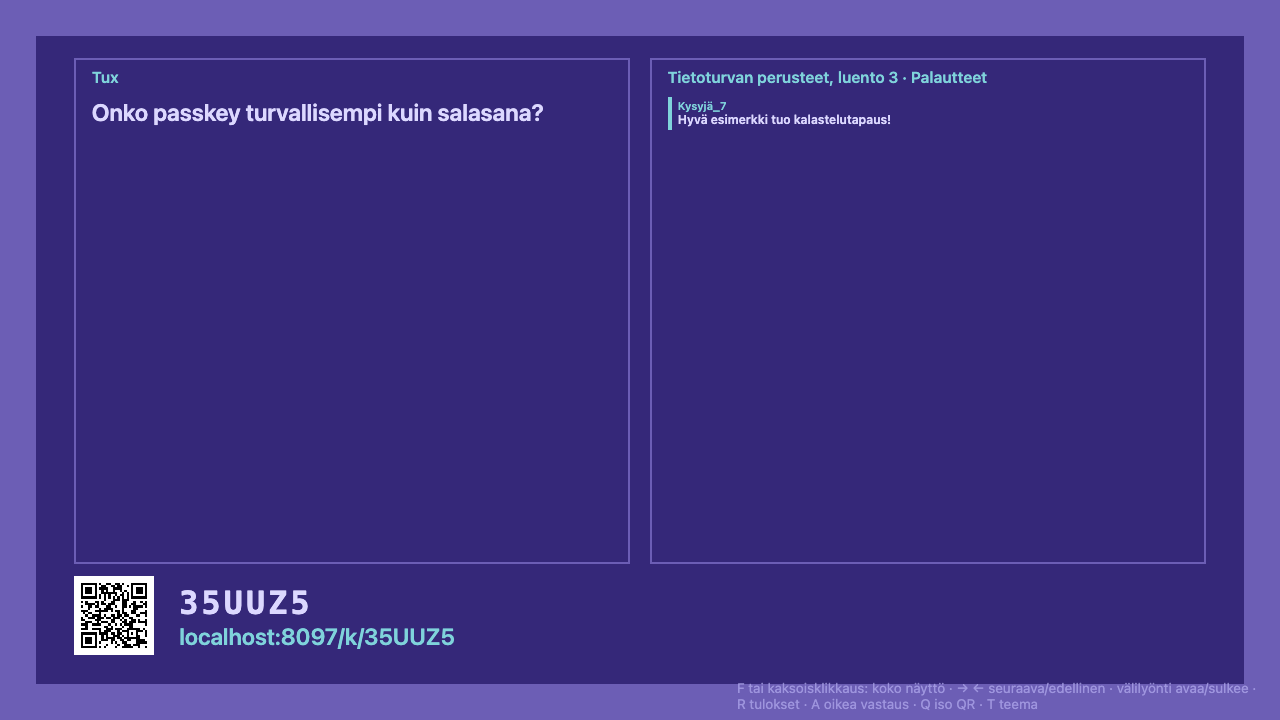 Tux
Onko passkey turvallisempi kuin salasana?
Tietoturvan perusteet, luento 3 · Palautteet
Kysyjä_7
Hyvä esimerkki tuo kalastelutapaus!
35UUZ5
localhost:8097/k/35UUZ5
F tai kaksoisklikkaus: koko näyttö · → ← seuraava/edellinen · välilyönti avaa/sulkee ·
R tulokset · A oikea vastaus · Q iso QR · T teema